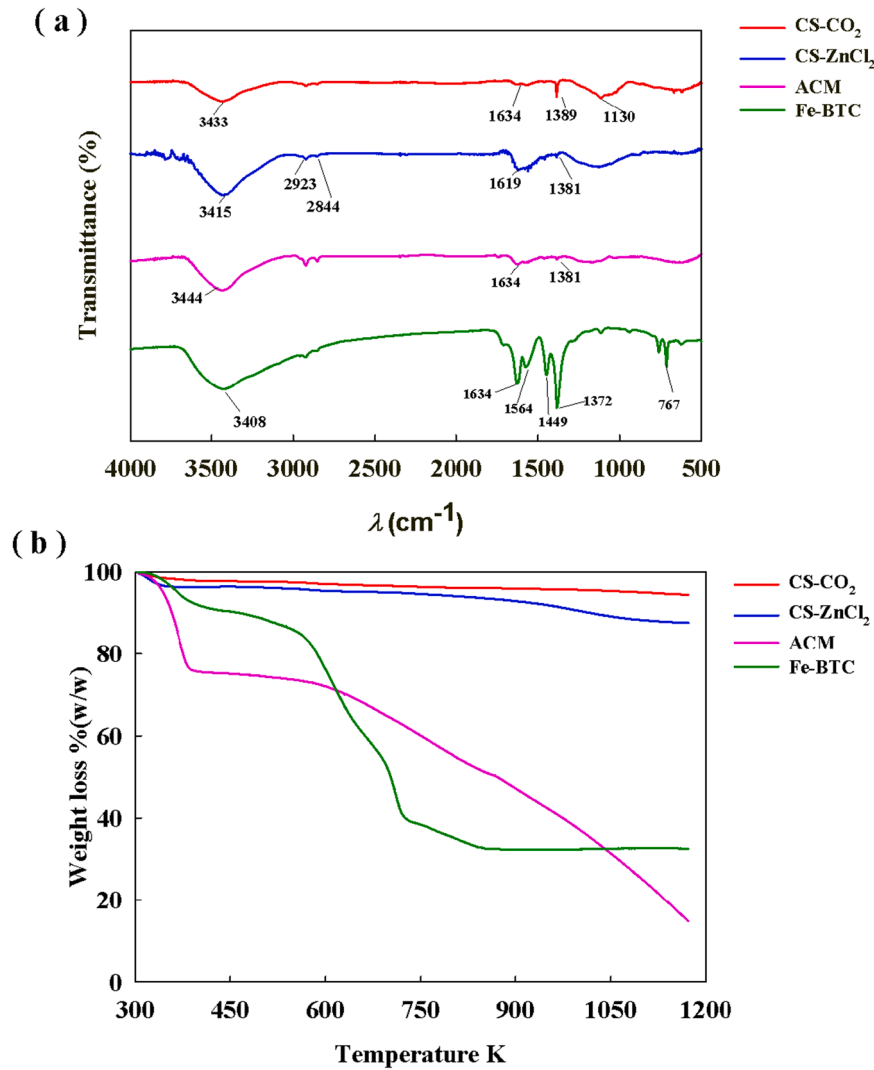 ( a )
CS-CO2
CS-ZnCl2
ACM
Fe-BTC
Transmittance (%)
3433
1634
1389
1130
3415
2923
2844
1619
1381
3444
1634
1381
3408
1634
1564
1449
1372
767
4000 3500 3000 2500 2000 1500 1000 500
λ (cm-1)
( b )
CS-CO2
CS-ZnCl2
ACM
Fe-BTC
Weight loss %(w/w)
100
80
60
40
20
0
300 450 600 750 900 1050 1200
Temperature K